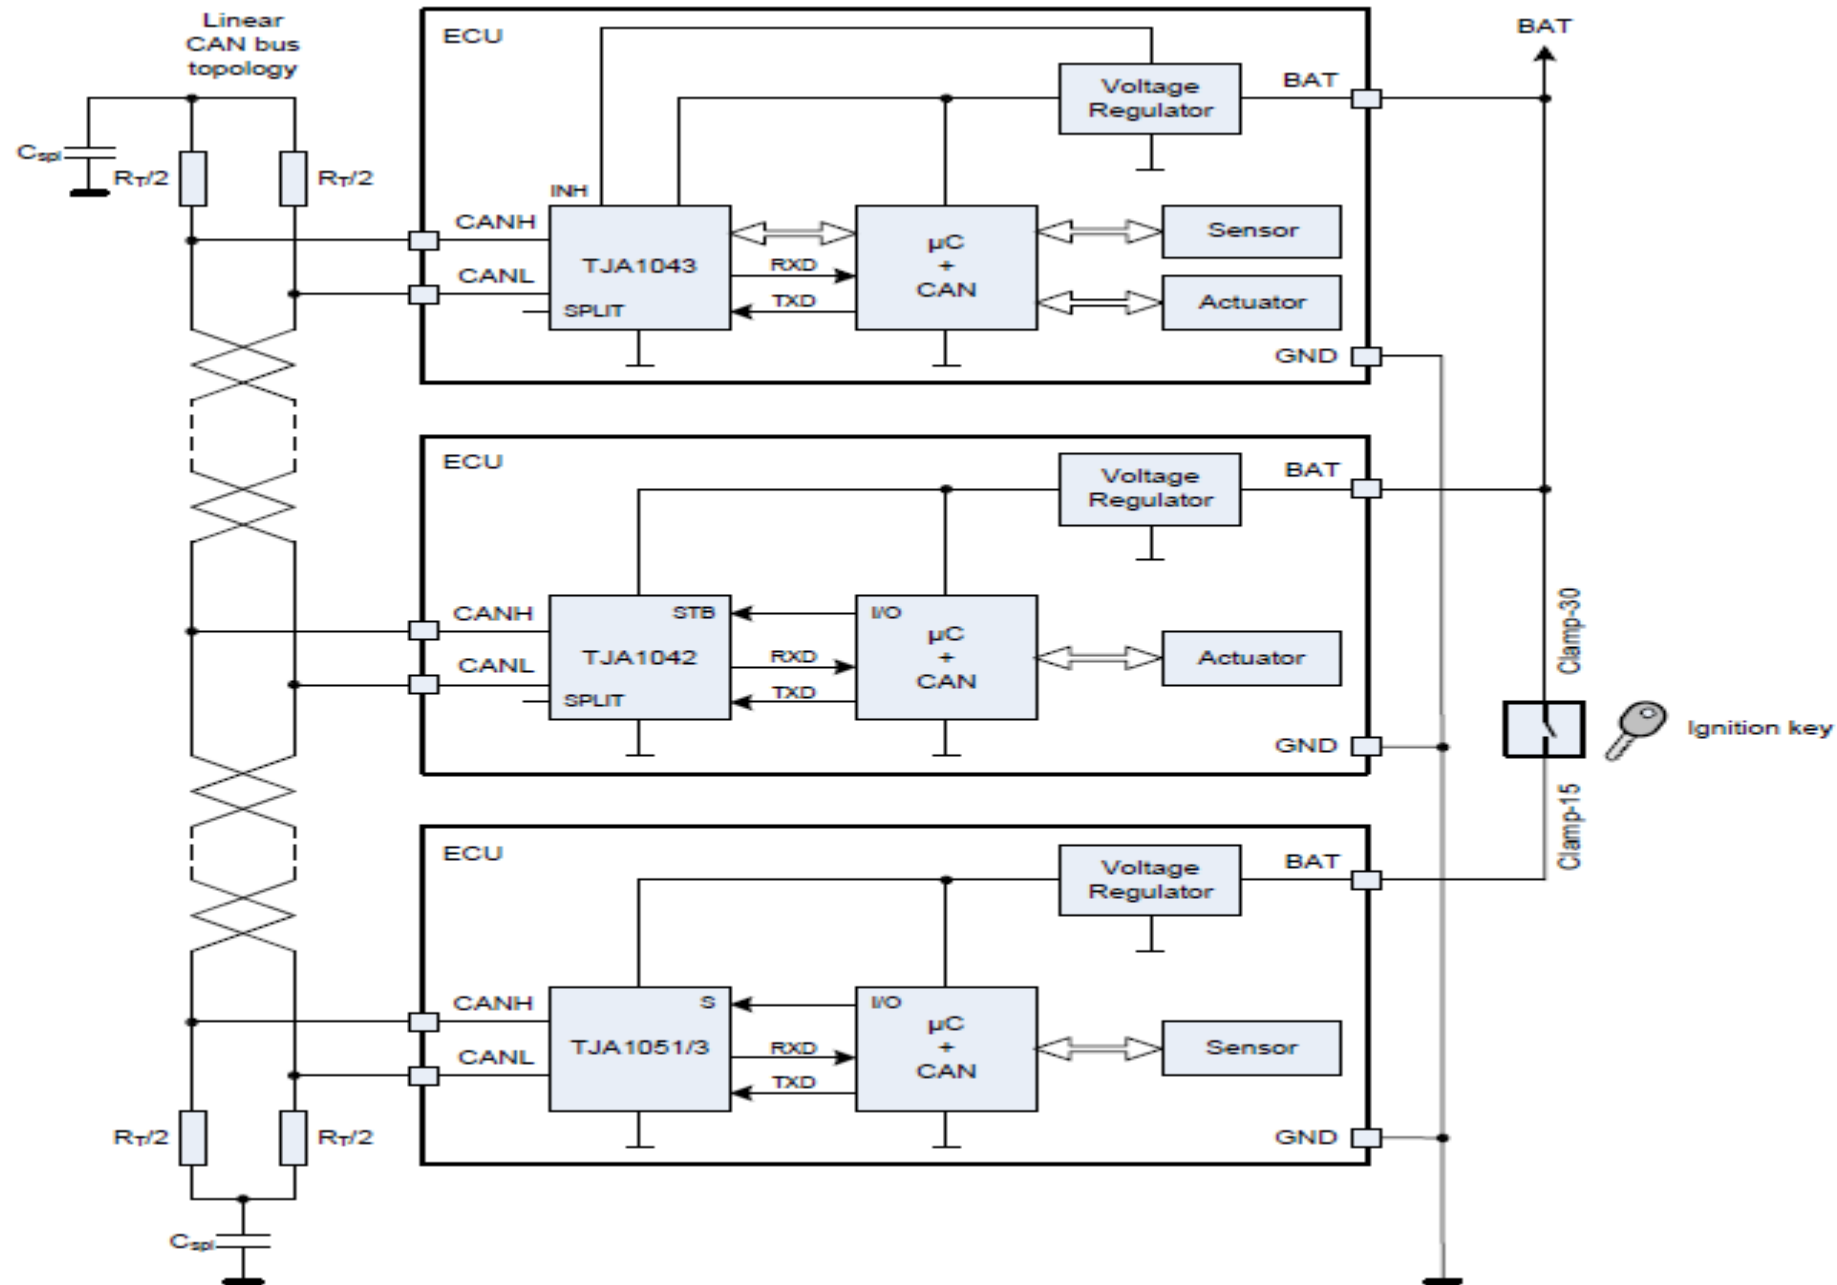 Linear
CAN bus
topology
Cspl
RT/2
RT/2
ECU
INH
CANH
CANL
TJA1043
SPLIT
RXD
TXD
µC
+
CAN
Voltage
Regulator
BAT
Sensor
Actuator
GND
BAT
ECU
CANH
CANL
STB
TJA1042
SPLIT
RXD
TXD
I/O
µC
+
CAN
Voltage
Regulator
BAT
Actuator
GND
Clamp-30
Ignition key
Clamp-15
ECU
CANH
CANL
S
TJA1051/3
RXD
TXD
I/O
µC
+
CAN
Voltage
Regulator
BAT
Sensor
GND
RT/2
RT/2
Cspl